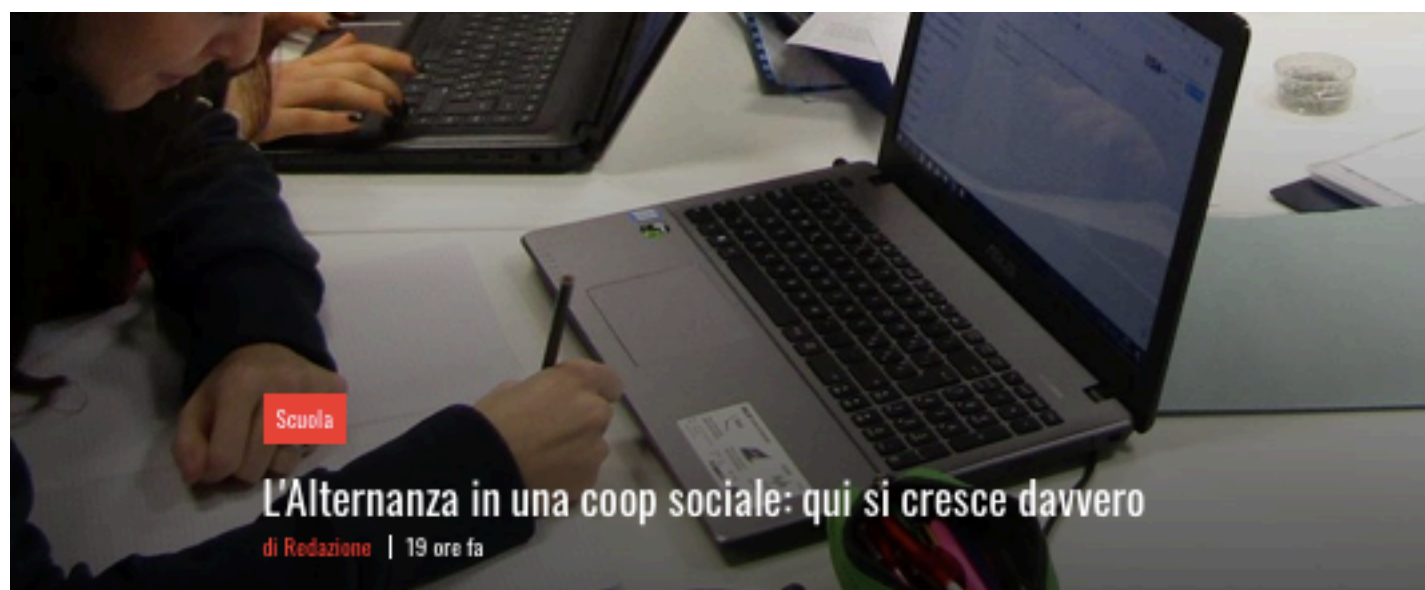 Scuola
L'Alternanza in una coop sociale: qui si cresce davvero
di Redazione | 19 ore fa